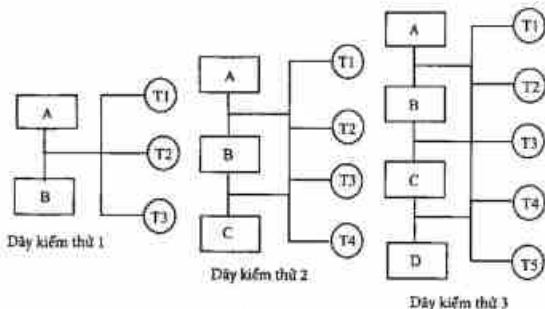 A
B
T1
T2
T3
Dãy kiểm thử 1
A
B
C
T1
T2
T3
T4
Dãy kiểm thử 2
A
B
C
D
T1
T2
T3
T4
T5
Dãy kiểm thử 3